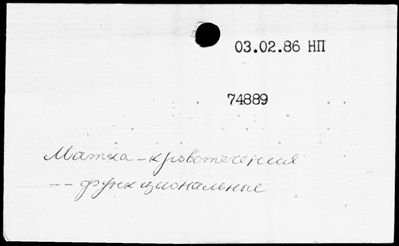 03.02.86 НП
74889
Матка - кровотечения
-- функциональные